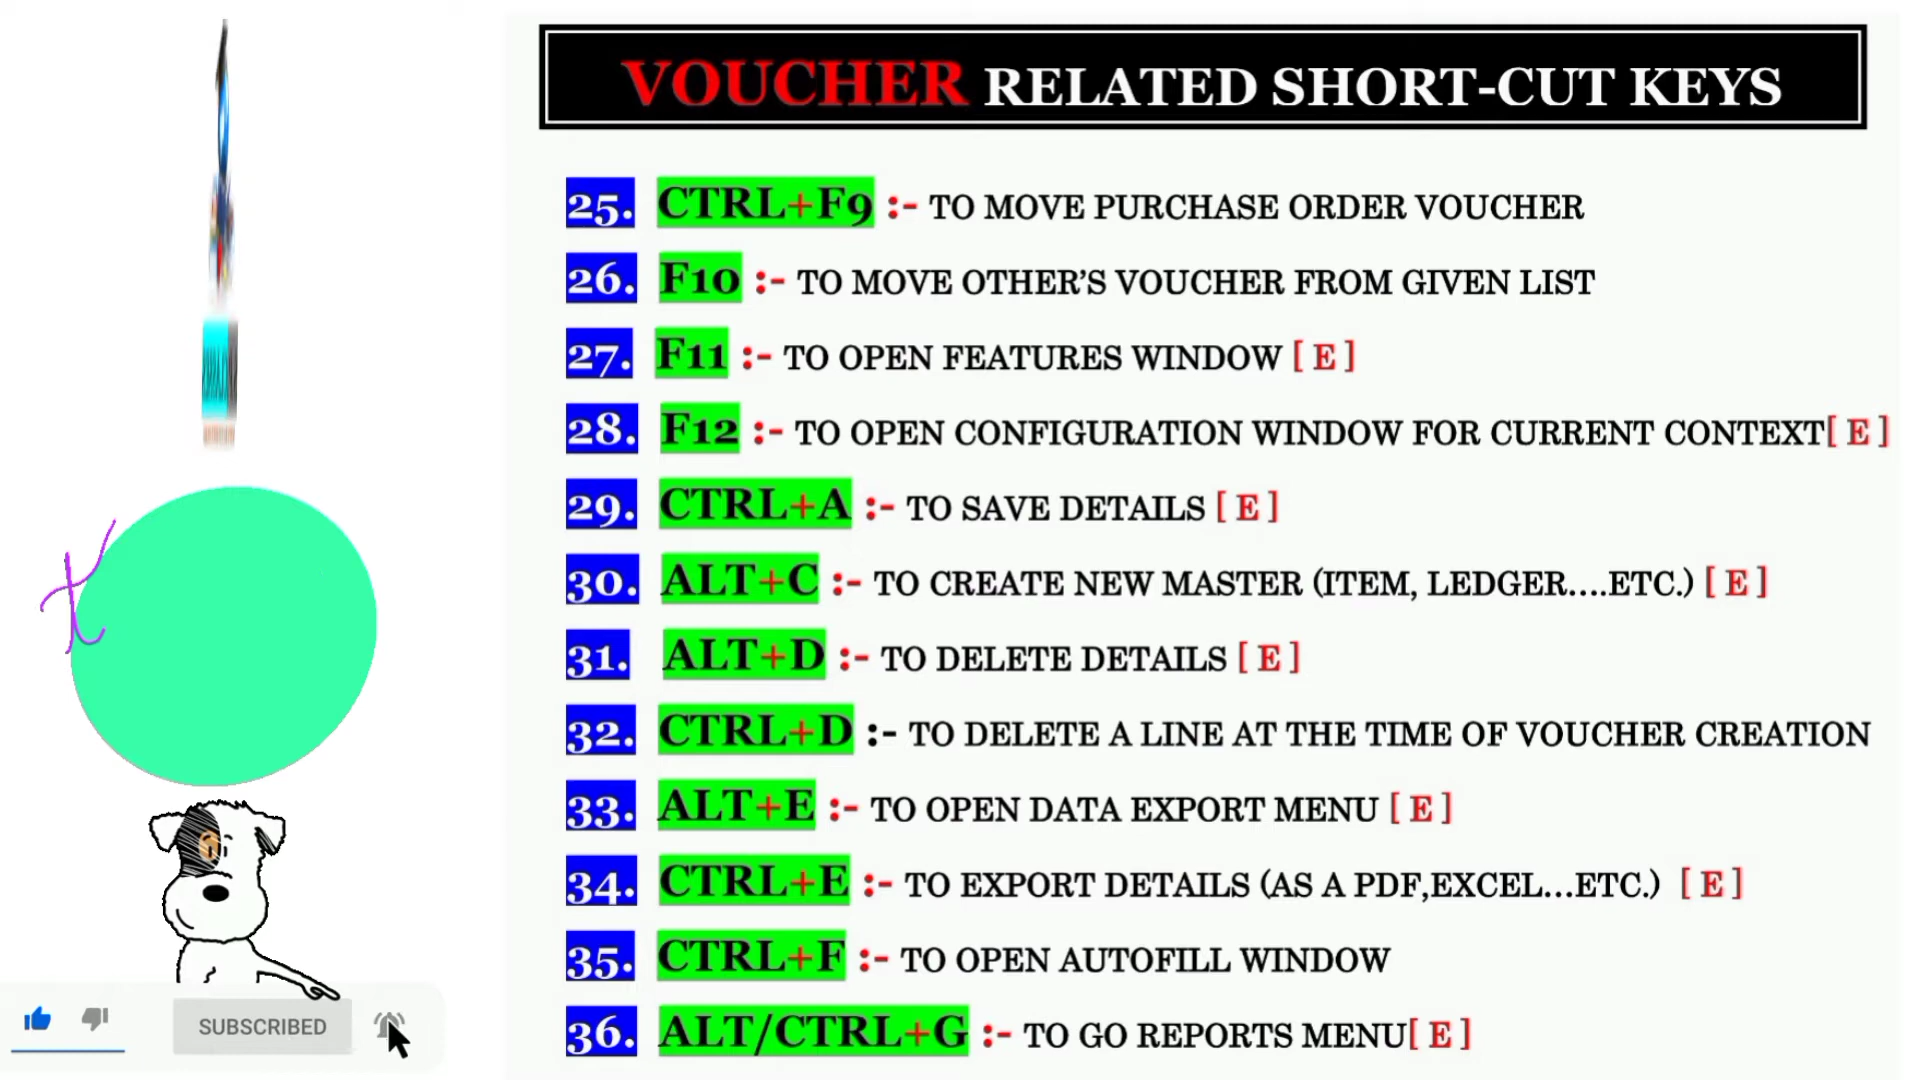 VOUCHER RELATED SHORT-CUT KEYS
25. CTRL+F9 :- TO MOVE PURCHASE ORDER VOUCHER
26. F10 :- TO MOVE OTHER'S VOUCHER FROM GIVEN LIST
27. F11 :- TO OPEN FEATURES WINDOW [ E ]
28. F12 :- TO OPEN CONFIGURATION WINDOW FOR CURRENT CONTEXT[ E ]
29. CTRL+A :- TO SAVE DETAILS [ E ]
30. ALT+C :- TO CREATE NEW MASTER (ITEM, LEDGER....ETC.) [ E ]
31. ALT+D :- TO DELETE DETAILS [ E ]
32. CTRL+D :- TO DELETE A LINE AT THE TIME OF VOUCHER CREATION
33. ALT+E :- TO OPEN DATA EXPORT MENU [ E ]
34. CTRL+E :- TO EXPORT DETAILS (AS A PDF,EXCEL...ETC.) [ E ]
35. CTRL+F :- TO OPEN AUTOFILL WINDOW
36. ALT/CTRL+G :- TO GO REPORTS MENU[ E ]
SUBSCRIBED